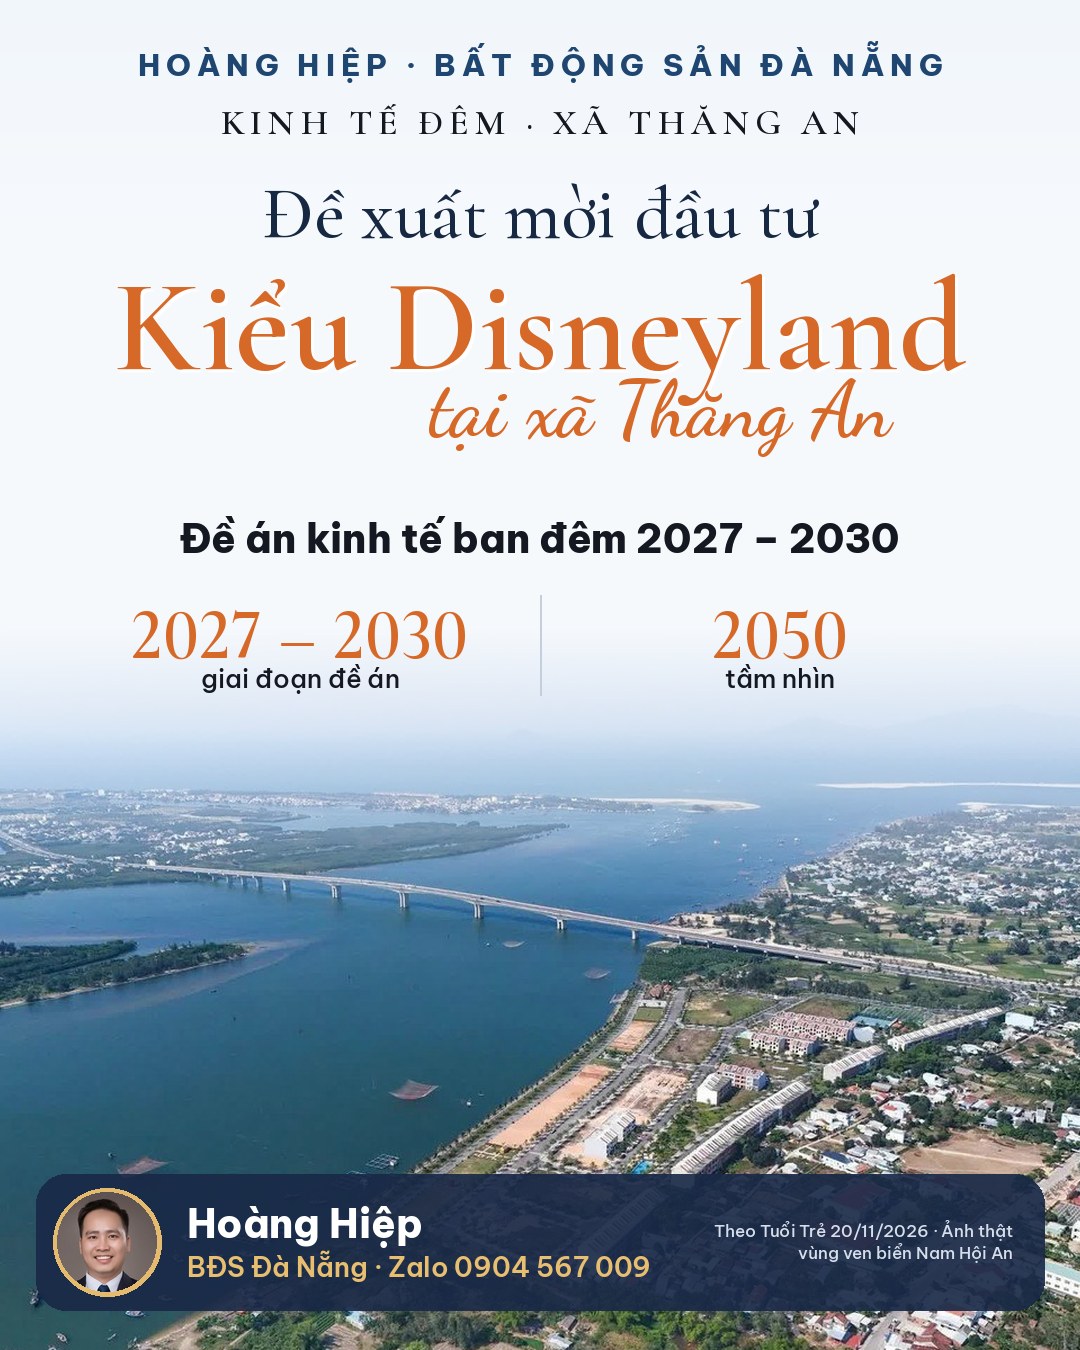 HOÀNG HIỆP · BẤT ĐỘNG SẢN ĐÀ NẴNG
KINH TẾ ĐÊM · XÃ THĂNG AN
Đề xuất mời đầu tư
Kiểu Disneyland
tại xã Thăng An
Đề án kinh tế ban đêm 2027 – 2030
2027 – 2030
giai đoạn đề án
2050
tầm nhìn
Hoàng Hiệp
BĐS Đà Nẵng · Zalo 0904 567 009
Theo Tuổi Trẻ 20/11/2026 · Ảnh thật
vùng ven biển Nam Hội An